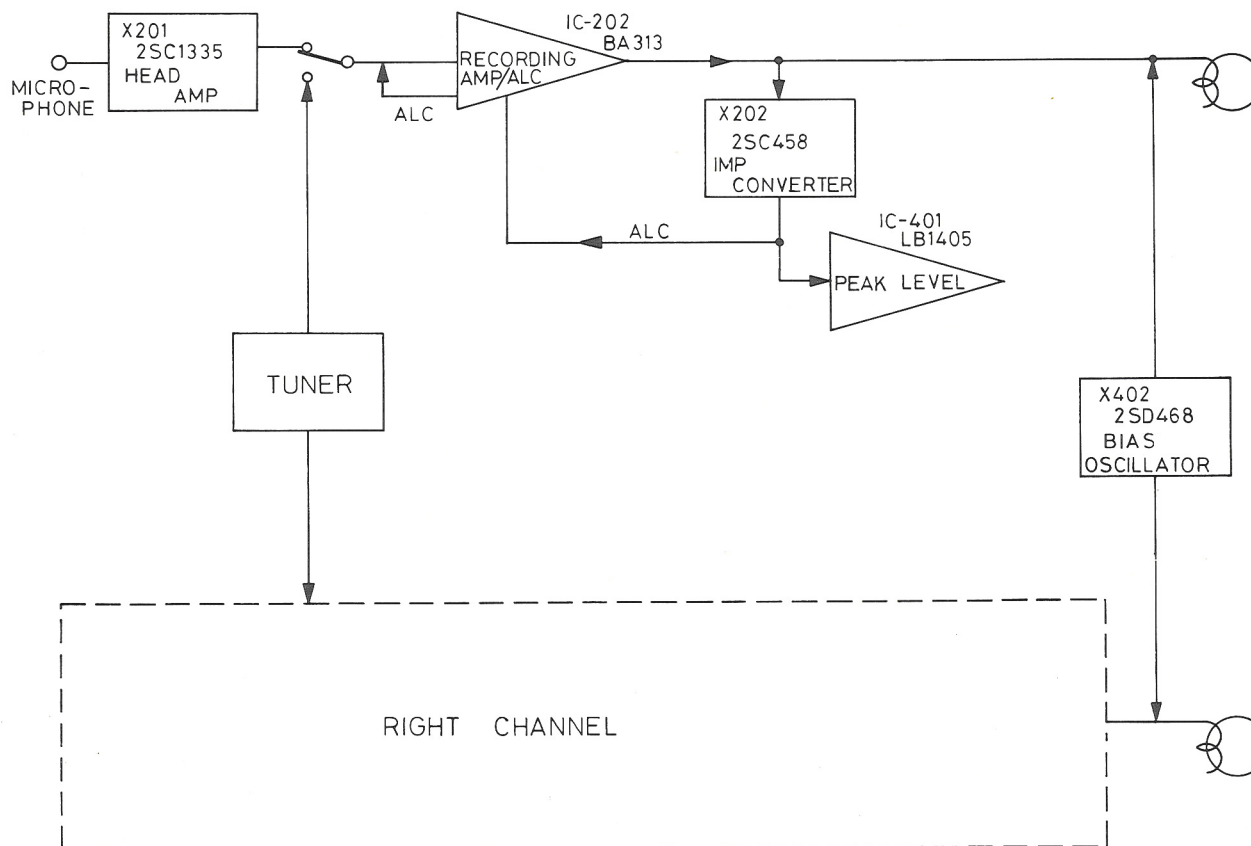 X201
2SC1335
HEAD
AMP
MICRO-
PHONE
IC-202
BA313
RECORDING
AMP/ALC
ALC
X202
2SC458
IMP
CONVERTER
ALC
IC-401
LB1405
PEAK LEVEL
TUNER
X402
2SD468
BIAS
OSCILLATOR
RIGHT CHANNEL